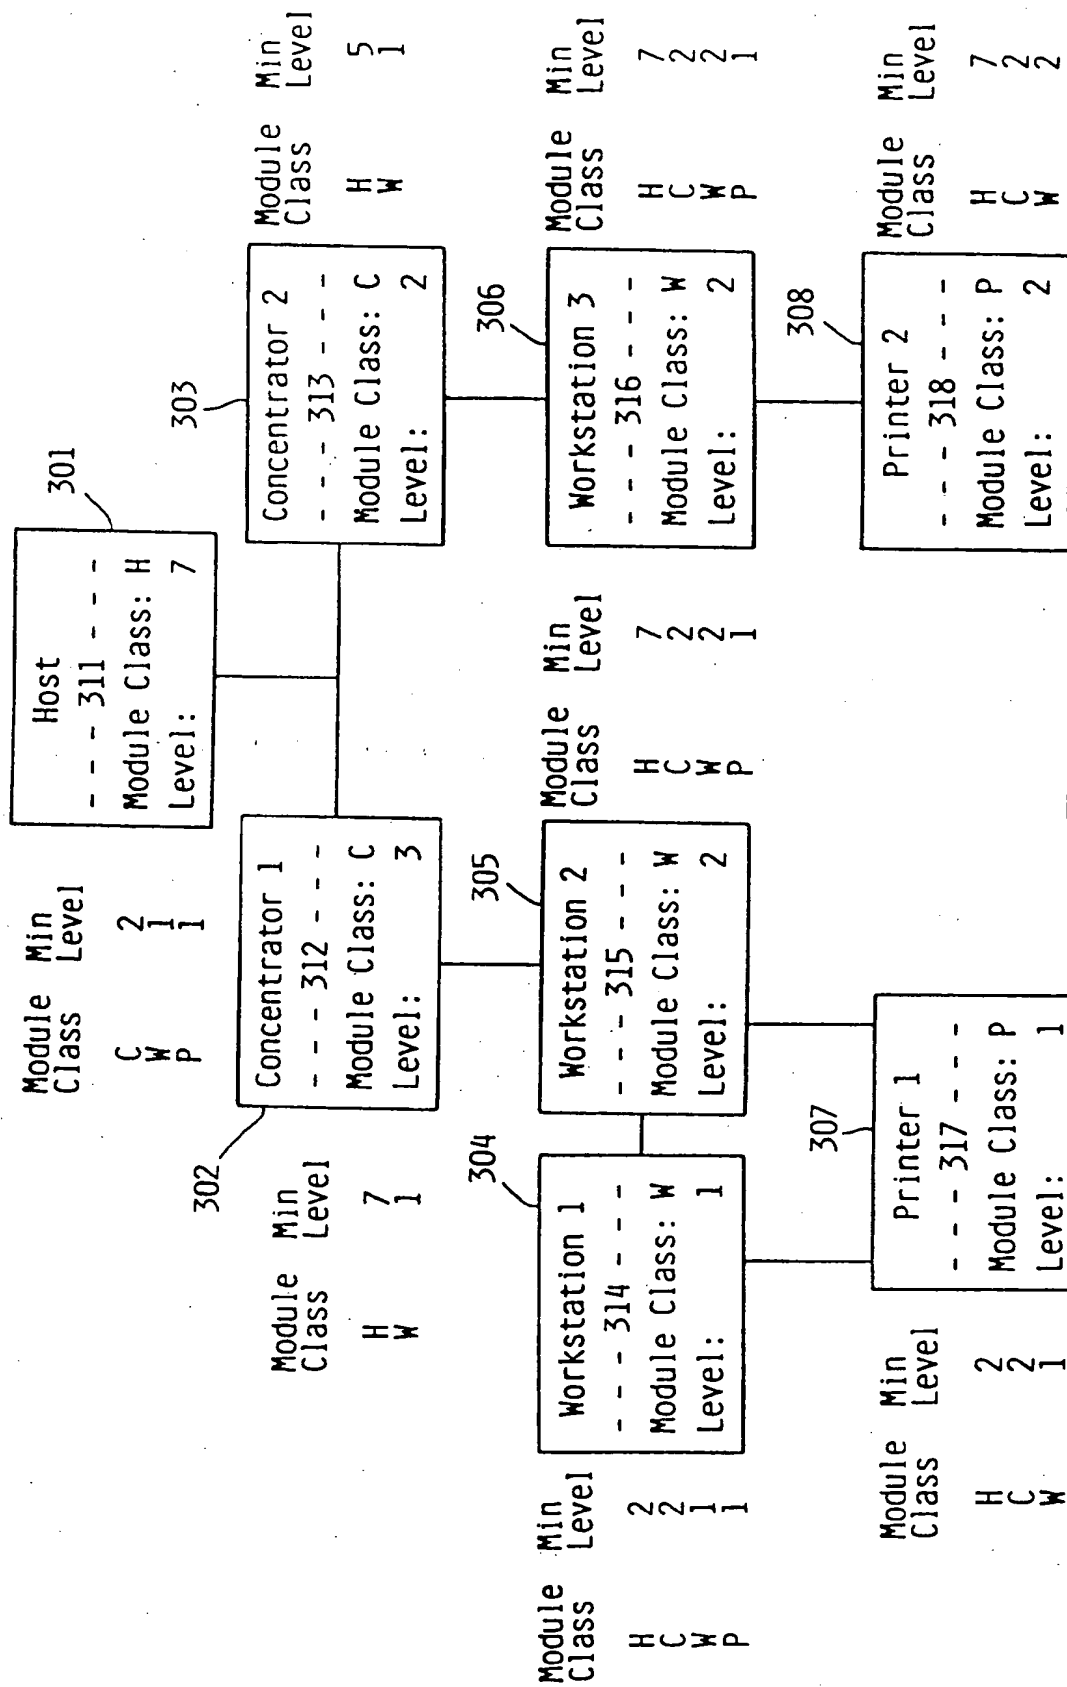 Module Min
Class Level
C 2
W 1
P 1
301
Host
- - - 311 - - - -
Module Class: H
Level: 7
302
Concentrator 1
- - - - 312 - - - -
Module Class: C
Level: 3
Module Min
Class Level
H 7
W 1
303
Concentrator 2
- - - - 313 - - - -
Module Class: C
Level: 2
Module Min
Class Level
H 5
W 1
304
Workstation 1
- - - 314 - - - -
Module Class: W
Level: 1
Module Min
Class Level
H 2
C 2
W 1
P 1
305
Workstation 2
- - - - 315 - - - -
Module Class: W
Level: 2
Module Min
Class Level
H 7
C 2
W 2
P 1
306
Workstation 3
- - - - 316 - - - -
Module Class: W
Level: 2
Module Min
Class Level
H 7
C 2
W 2
P 1
307
Printer 1
- - - - 317 - - - -
Module Class: P
Level: 1
Module Min
Class Level
H 2
C 2
W 1
308
Printer 2
- - - - 318 - - - -
Module Class: P
Level: 2
Module Min
Class Level
H 7
C 2
W 2